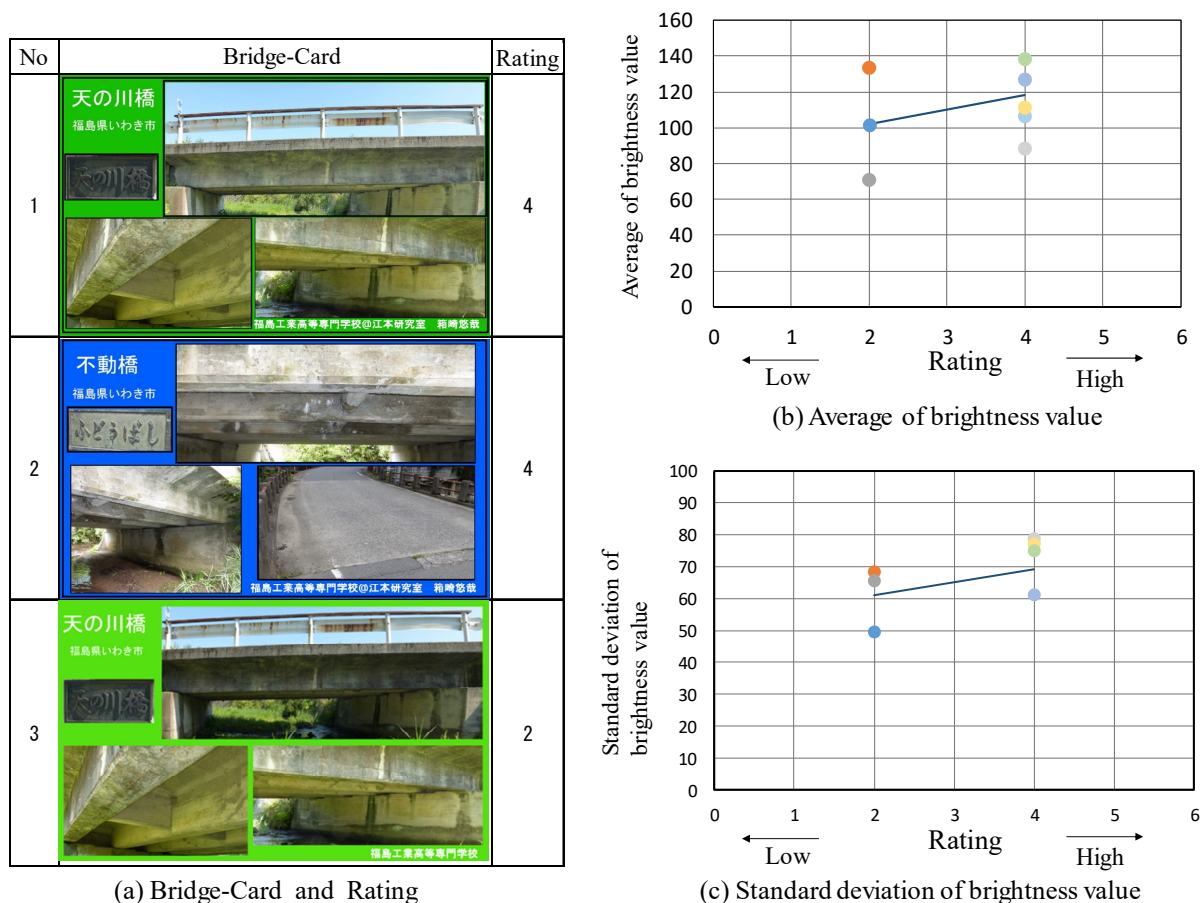 No Bridge-Card Rating
1
天の川橋
福島県いわき市
天の川橋
福島工業高等専門学校@江本研究室 箱崎悠哉
4
2
不動橋
福島県いわき市
ふどうばし
福島工業高等専門学校@江本研究室 箱崎悠哉
4
3
天の川橋
福島県いわき市
天の川橋
福島工業高等専門学校
2
(a) Bridge-Card and Rating
Average of brightness value
160
140
120
100
80
60
40
20
0
0 1 2 3 4 5 6
Low Rating High
(b) Average of brightness value
Standard deviation of
brightness value
100
90
80
70
60
50
40
30
20
10
0
0 1 2 3 4 5 6
Low Rating High
(c) Standard deviation of brightness value